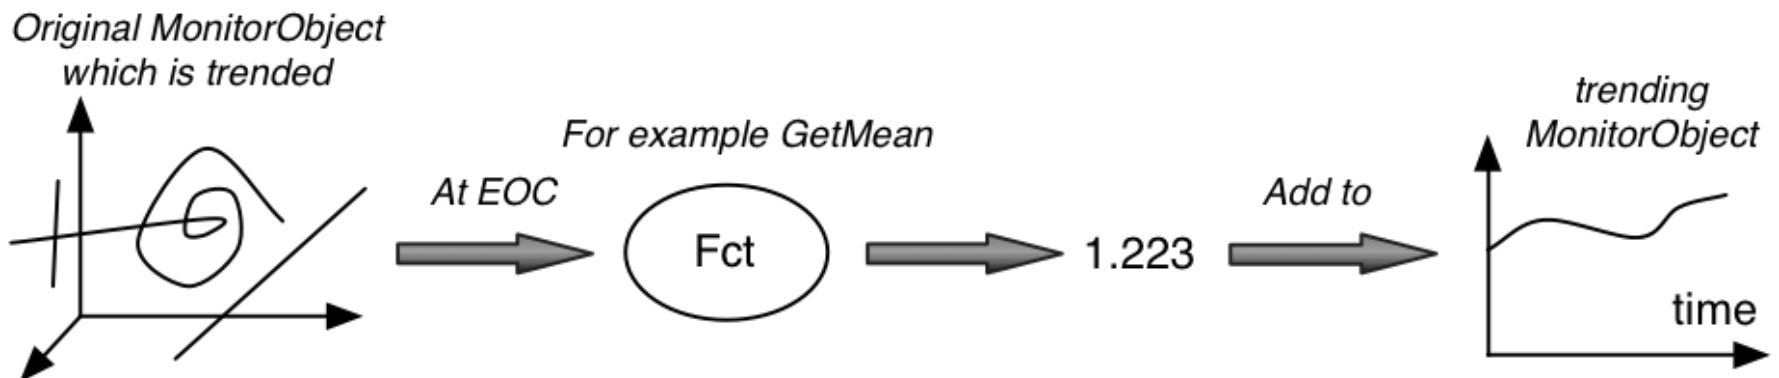 Original MonitorObject
which is trended
At EOC
For example GetMean
Fct
1.223
Add to
trending
MonitorObject
time